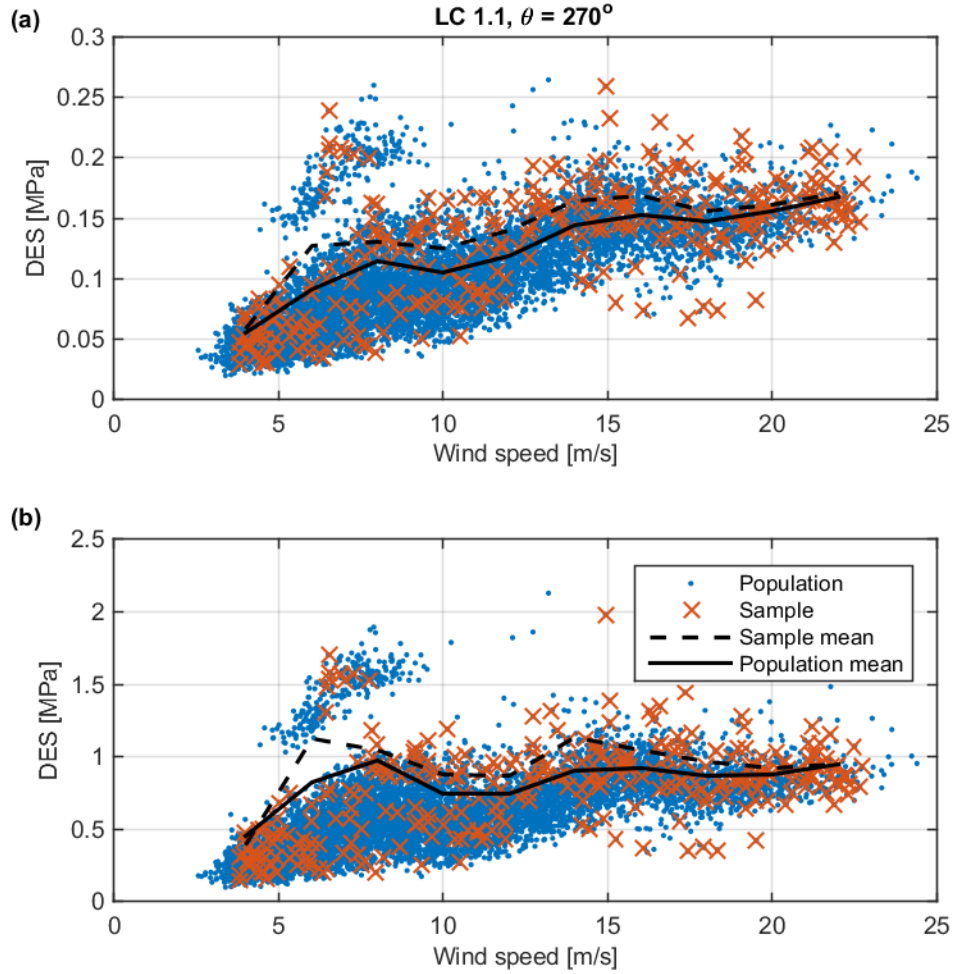 (a)
LC 1.1, θ = 270°
0.3
0.25
0.2
0.15
0.1
0.05
0
DES [MPa]
0 5 10 15 20 25
Wind speed [m/s]
(b)
2.5
2
1.5
1
0.5
0
DES [MPa]
Population
Sample
Sample mean
Population mean
0 5 10 15 20 25
Wind speed [m/s]